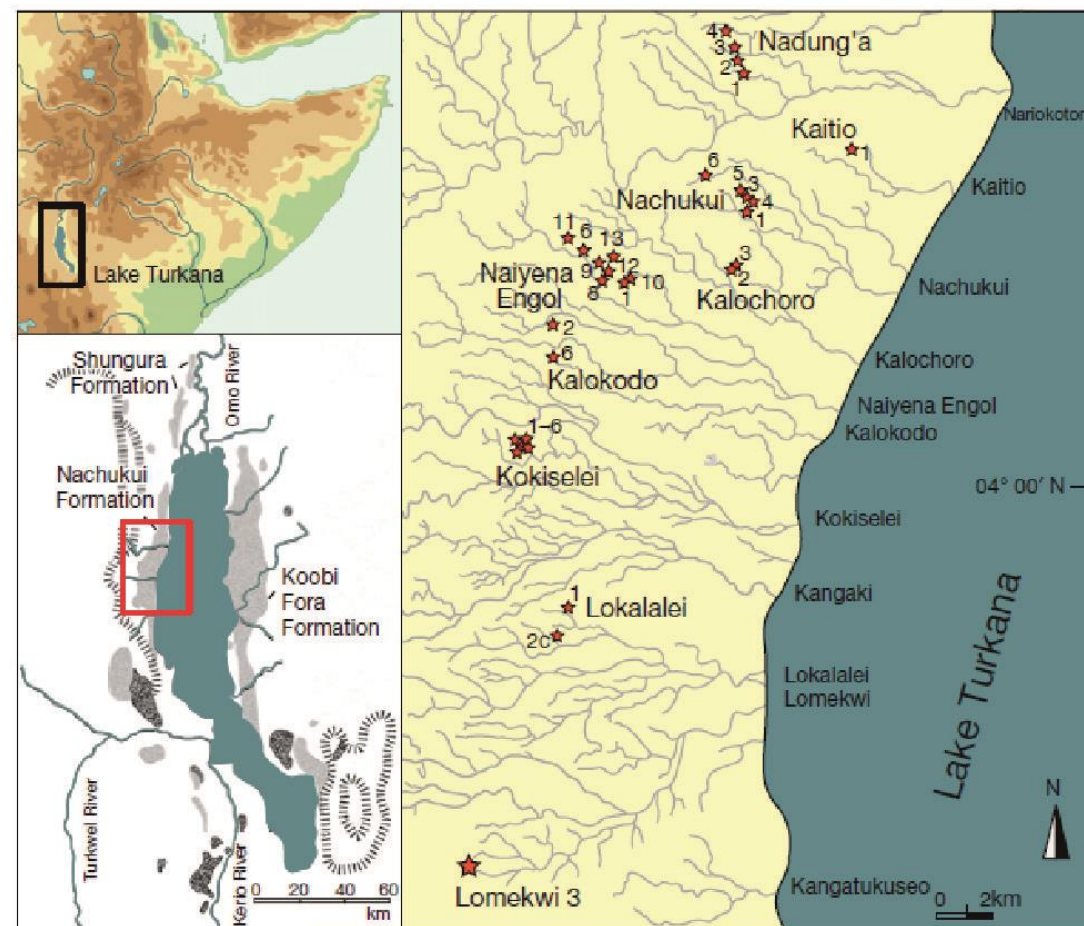 Lake Turkana
Shungura
Formation
Omo River
Nachukui
Formation
Koobi
Fora
Formation
Turkwel River
Kerio River
0 20 40 60
km
4
3
2
1
Nadung'a
Nariokotor
Kaitio
1
6
5
3
4
1
Nachukui
Kaitio
11
6
13
9
12
8
1
10
Naiyena
Engol
3
2
Kalochoro
Nachukui
2
6
Kalokodo
Kalochoro
Naiyena Engol
Kalokodo
1–6
Kokiselei
04° 00′ N
Kokiselei
1
Lokalalei
2c
Kangaki
Lokalalei
Lomekwi
Lake Turkana
N
Lomekwi 3
Kangatukuseo
0 2km